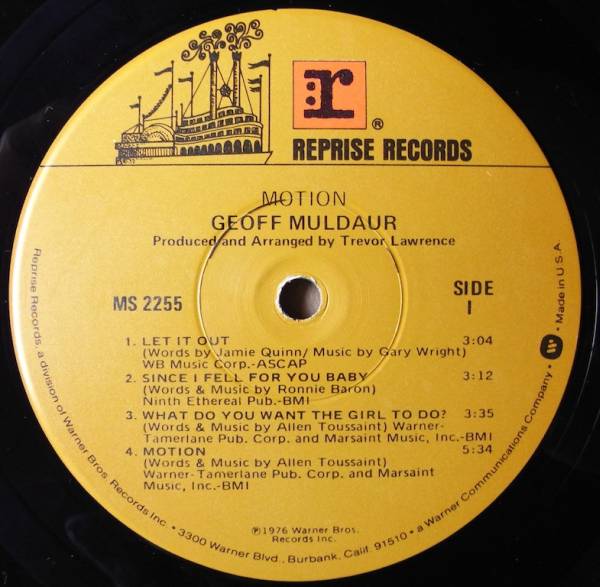 r
®
REPRISE RECORDS
MOTION
GEOFF MULDAUR
Produced and Arranged by Trevor Lawrence
MS 2255
SIDE
I
1. LET IT OUT 3:04
(Words by Jamie Quinn/ Music by Gary Wright)
WB Music Corp.-ASCAP
2. SINCE I FELL FOR YOU BABY 3:12
(Words & Music by Ronnie Baron)
Ninth Ethereal Pub.-BMI
3. WHAT DO YOU WANT THE GIRL TO DO? 3:35
(Words & Music by Allen Toussaint) Warner-
Tamerlane Pub. Corp. and Marsaint Music, Inc.-BMI
4. MOTION 5:34
(Words & Music by Allen Toussaint)
Warner-Tamerlane Pub. Corp. and Marsaint
Music, Inc.-BMI
℗1976 Warner Bros.
Records Inc.
Reprise Records, a division of Warner Bros. Records Inc. • 3300 Warner Blvd., Burbank, Calif. 91510 • a Warner Communications Company • W • Made in U.S.A.